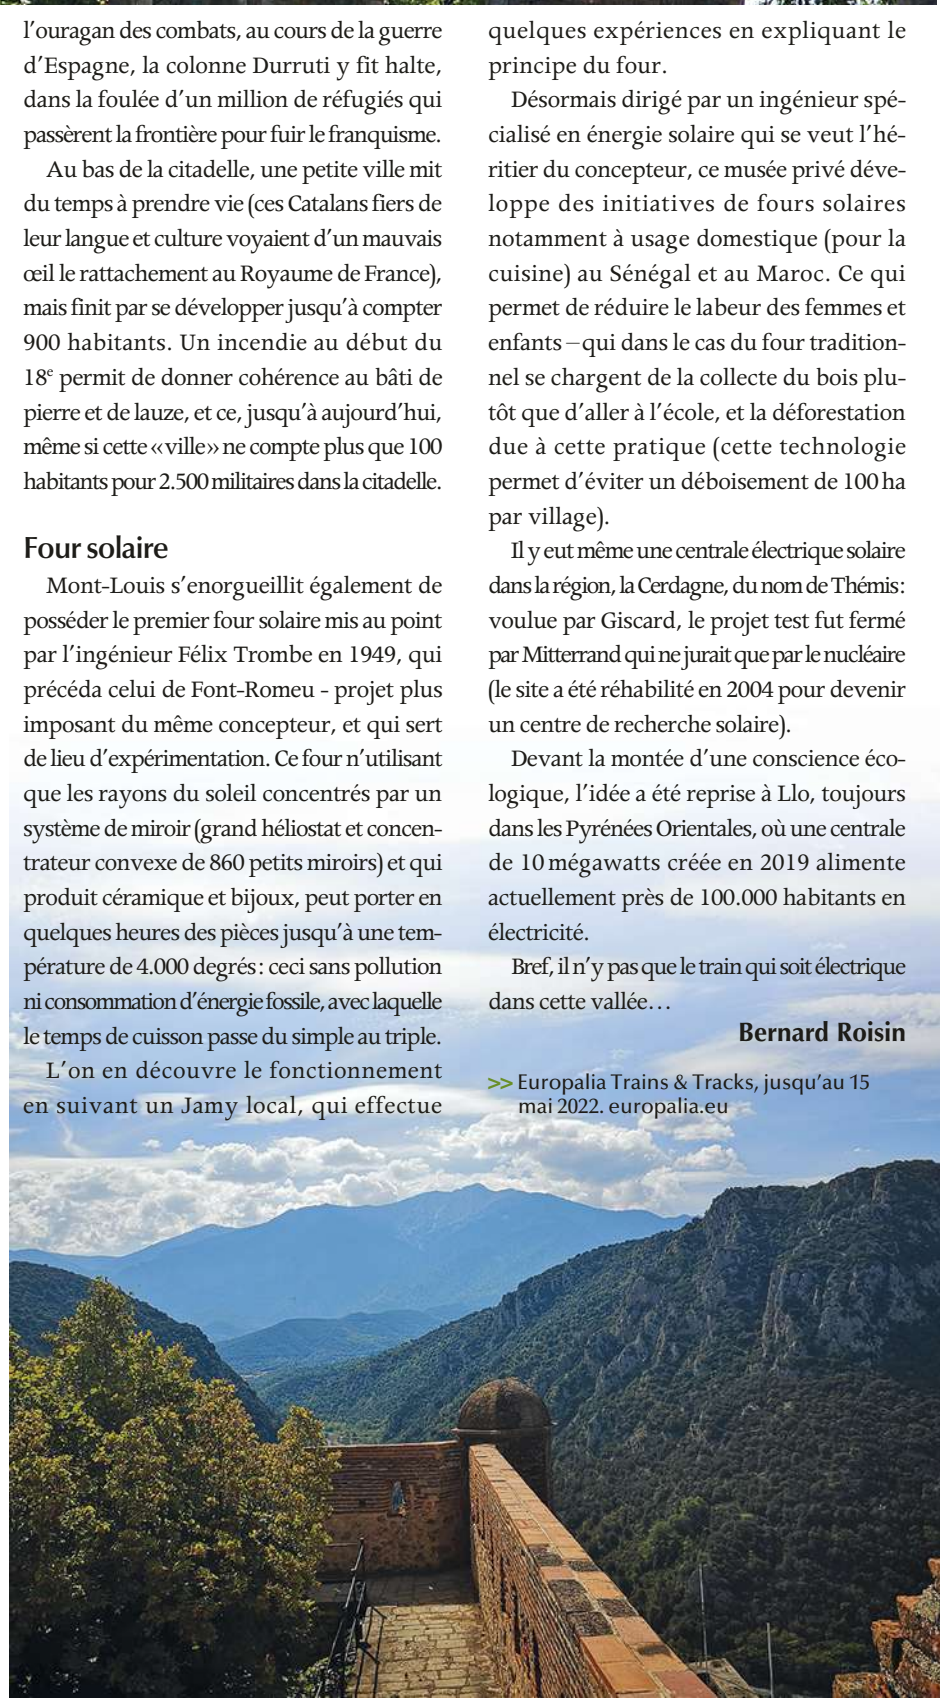 l’ouragan des combats, au cours de la guerre
d’Espagne, la colonne Durruti y fit halte,
dans la foulée d’un million de réfugiés qui
passèrent la frontière pour fuir le franquisme.
Au bas de la citadelle, une petite ville mit
du temps à prendre vie (ces Catalans fiers de
leur langue et culture voyaient d’un mauvais
œil le rattachement au Royaume de France),
mais finit par se développer jusqu’à compter
900 habitants. Un incendie au début du
18e permit de donner cohérence au bâti de
pierre et de lauze, et ce, jusqu’à aujourd’hui,
même si cette «ville» ne compte plus que 100
habitants pour 2.500 militaires dans la citadelle.
Four solaire
Mont-Louis s’enorgueillit également de
posséder le premier four solaire mis au point
par l’ingénieur Félix Trombe en 1949, qui
précéda celui de Font-Romeu - projet plus
imposant du même concepteur, et qui sert
de lieu d’expérimentation. Ce four n’utilisant
que les rayons du soleil concentrés par un
système de miroir (grand héliostat et concen-
trateur convexe de 860 petits miroirs) et qui
produit céramique et bijoux, peut porter en
quelques heures des pièces jusqu’à une tem-
pérature de 4.000 degrés: ceci sans pollution
ni consommation d’énergie fossile, avec laquelle
le temps de cuisson passe du simple au triple.
L’on en découvre le fonctionnement
en suivant un Jamy local, qui effectue
quelques expériences en expliquant le
principe du four.
Désormais dirigé par un ingénieur spé-
cialisé en énergie solaire qui se veut l’hé-
ritier du concepteur, ce musée privé déve-
loppe des initiatives de fours solaires
notamment à usage domestique (pour la
cuisine) au Sénégal et au Maroc. Ce qui
permet de réduire le labeur des femmes et
enfants –qui dans le cas du four tradition-
nel se chargent de la collecte du bois plu-
tôt que d’aller à l’école, et la déforestation
due à cette pratique (cette technologie
permet d’éviter un déboisement de 100 ha
par village).
Il y eut même une centrale électrique solaire
dans la région, la Cerdagne, du nom de Thémis:
voulue par Giscard, le projet test fut fermé
par Mitterrand qui ne jurait que par le nucléaire
(le site a été réhabilité en 2004 pour devenir
un centre de recherche solaire).
Devant la montée d’une conscience éco-
logique, l’idée a été reprise à Llo, toujours
dans les Pyrénées Orientales, où une centrale
de 10 mégawatts créée en 2019 alimente
actuellement près de 100.000 habitants en
électricité.
Bref, il n’y pas que le train qui soit électrique
dans cette vallée…
Bernard Roisin
>> Europalia Trains & Tracks, jusqu’au 15
mai 2022. europalia.eu